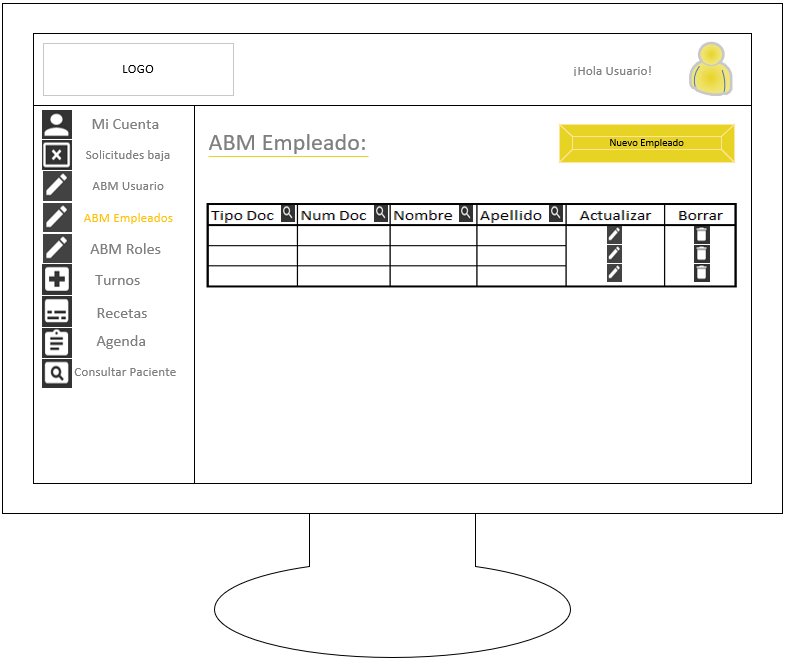 LOGO
¡Hola Usuario!
Mi Cuenta
Solicitudes baja
ABM Usuario
ABM Empleados
ABM Roles
Turnos
Recetas
Agenda
Consultar Paciente
ABM Empleado:
Nuevo Empleado
Tipo Doc Num Doc Nombre Apellido Actualizar Borrar